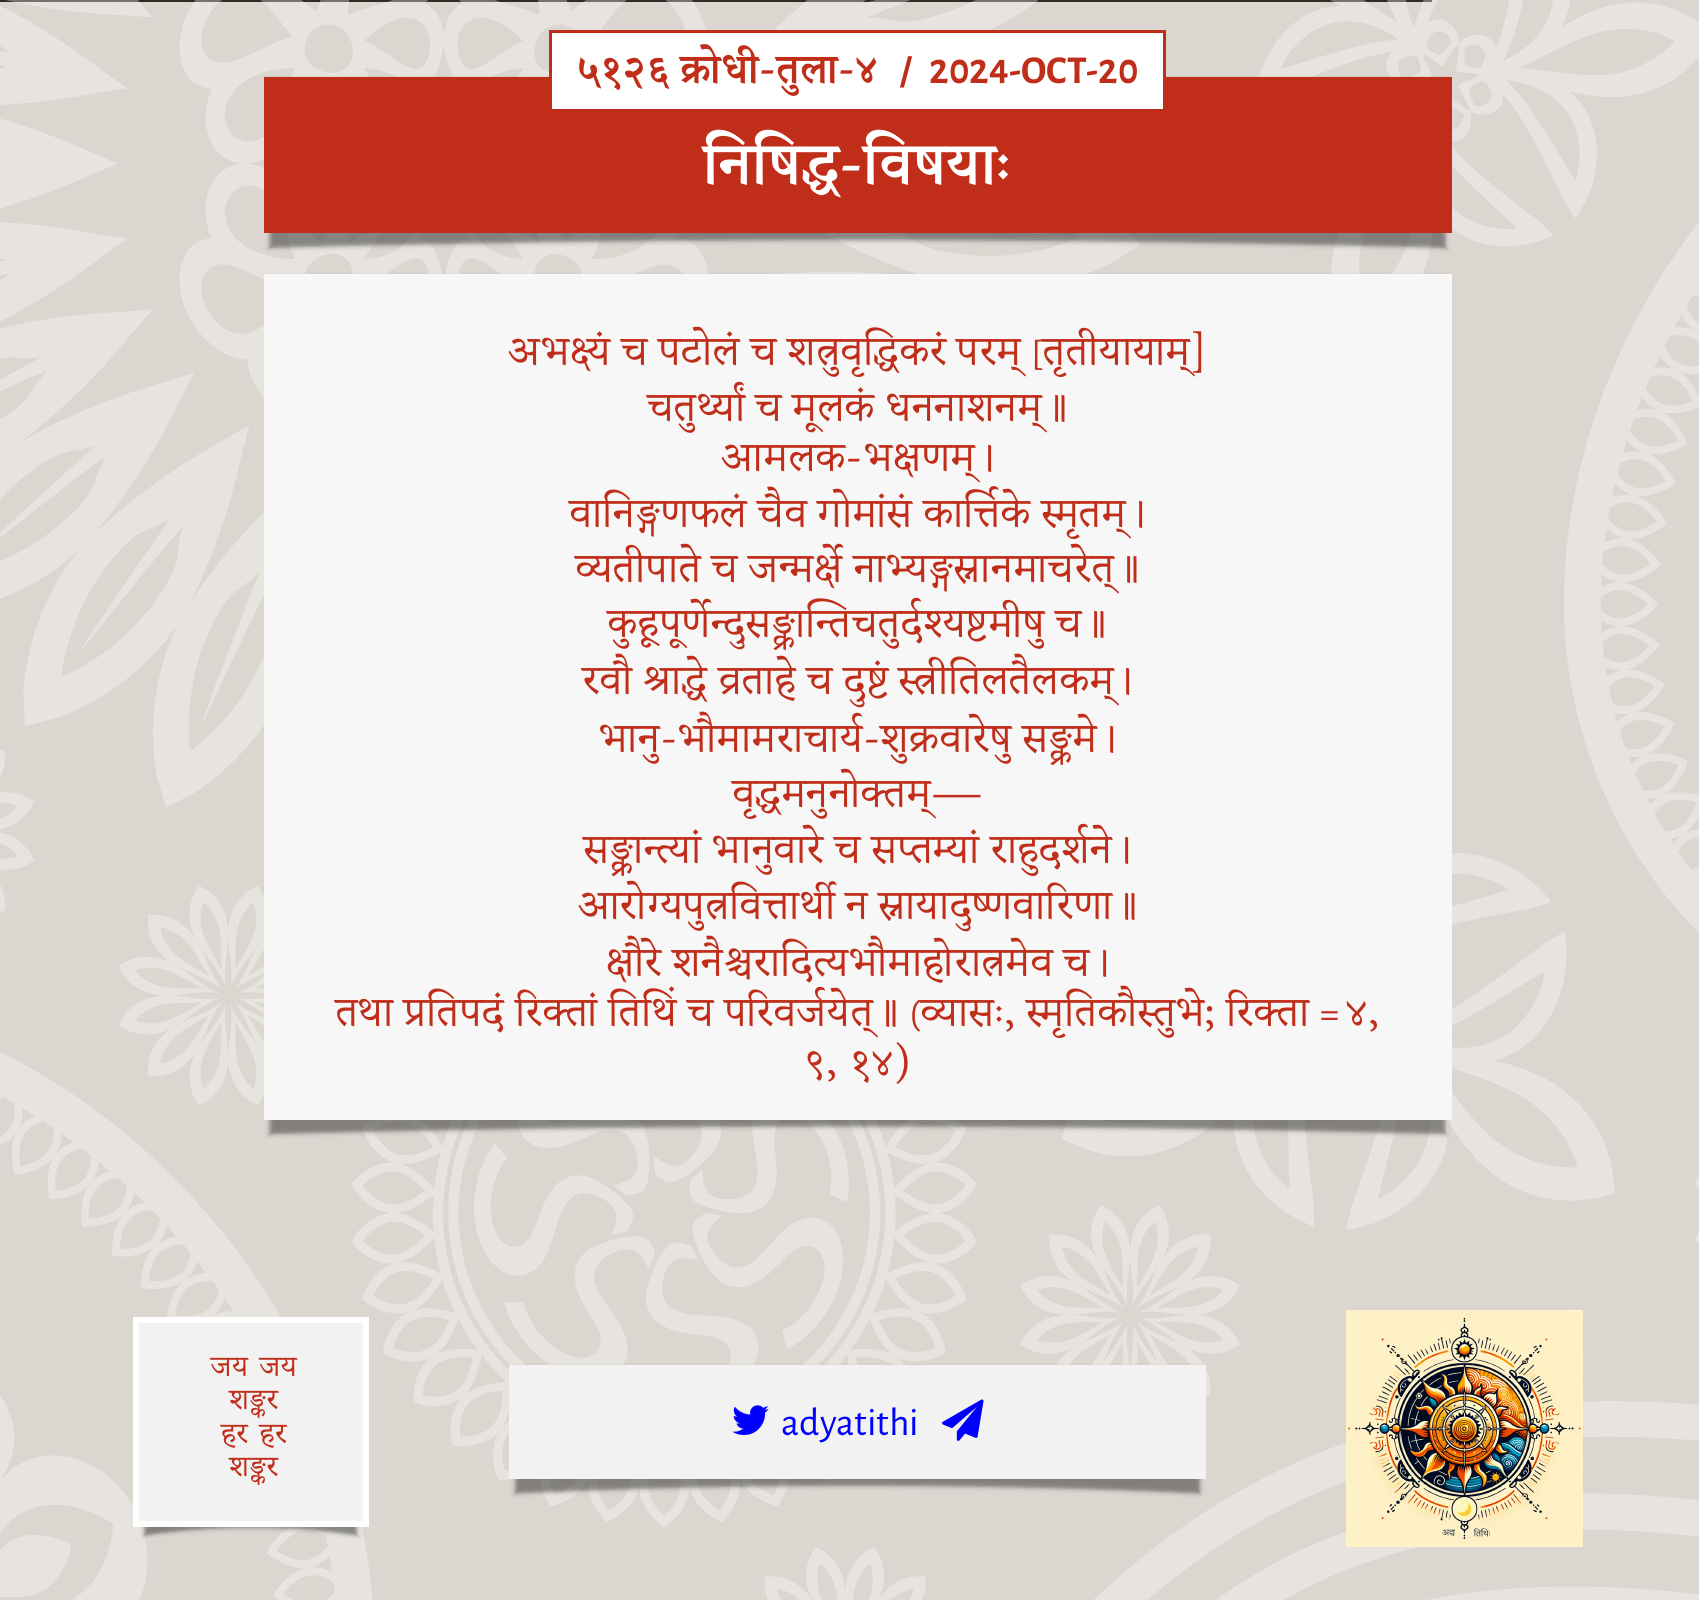 ५१२६ क्रोधी-तुला-४ / 2024-OCT-20
निषिद्ध-विषयाः
अभक्ष्यं च पटोलं च शत्रुवृद्धिकरं परम् [तृतीयायाम्]
चतुर्थ्यां च मूलकं धननाशनम्॥
आमलक-भक्षणम्।
वानिङ्गणफलं चैव गोमांसं कार्त्तिके स्मृतम्।
व्यतीपाते च जन्मर्क्षे नाभ्यङ्गस्नानमाचरेत्॥
कुहूपूर्णेन्दुसङ्क्रान्तिचतुर्दश्यष्टमीषु च॥
रवौ श्राद्धे व्रताहे च दुष्टं स्त्रीतिलतैलकम्।
भानु-भौमामराचार्य-शुक्रवारेषु सङ्क्रमे।
वृद्धमनुनोक्तम्—
सङ्क्रान्त्यां भानुवारे च सप्तम्यां राहुदर्शने।
आरोग्यपुत्रवित्तार्थी न स्नायादुष्णवारिणा॥
क्षौरे शनैश्चरादित्यभौमाहोरात्रमेव च।
तथा प्रतिपदं रिक्तां तिथिं च परिवर्जयेत्॥ (व्यासः, स्मृतिकौस्तुभे; रिक्ता =४,
९, १४)
जय जय
शङ्कर
हर हर
शङ्कर
adyatithi
अद्य तिथिः